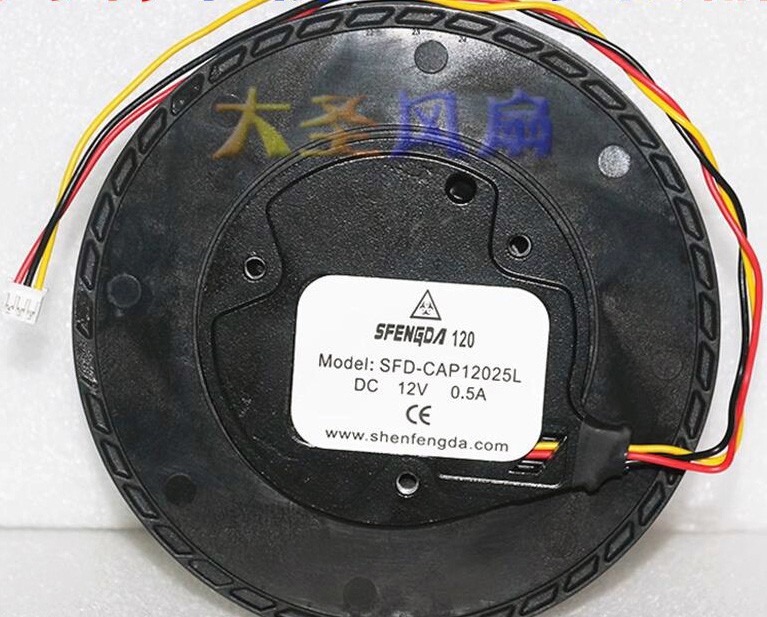 大圣风扇
SFENGDA 120
Model: SFD-CAP12025L
DC 12V 0.5A
CE
www.shenfengda.com